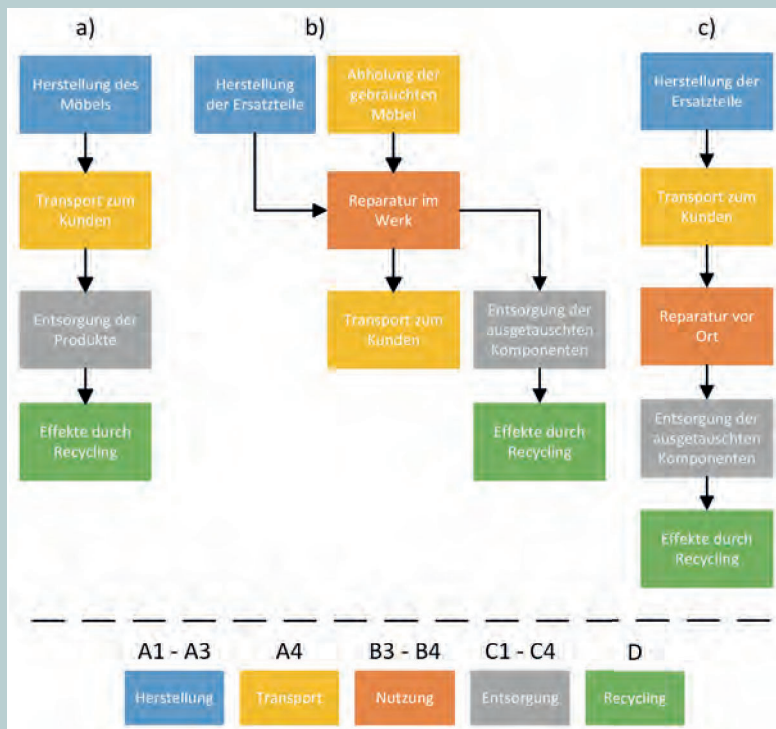 a)
Herstellung des
Möbels
Transport zum
Kunden
Entsorgung der
Produkte
Effekte durch
Recycling
b)
Herstellung
der Ersatzteile
Abholung der
gebrauchten
Möbel
Reparatur im
Werk
Transport zum
Kunden
Entsorgung der
ausgetauschten
Komponenten
Effekte durch
Recycling
c)
Herstellung der
Ersatzteile
Transport zum
Kunden
Reparatur vor
Ort
Entsorgung der
ausgetauschten
Komponenten
Effekte durch
Recycling
A1 - A3
A4
B3 - B4
C1 - C4
D
Herstellung
Transport
Nutzung
Entsorgung
Recycling